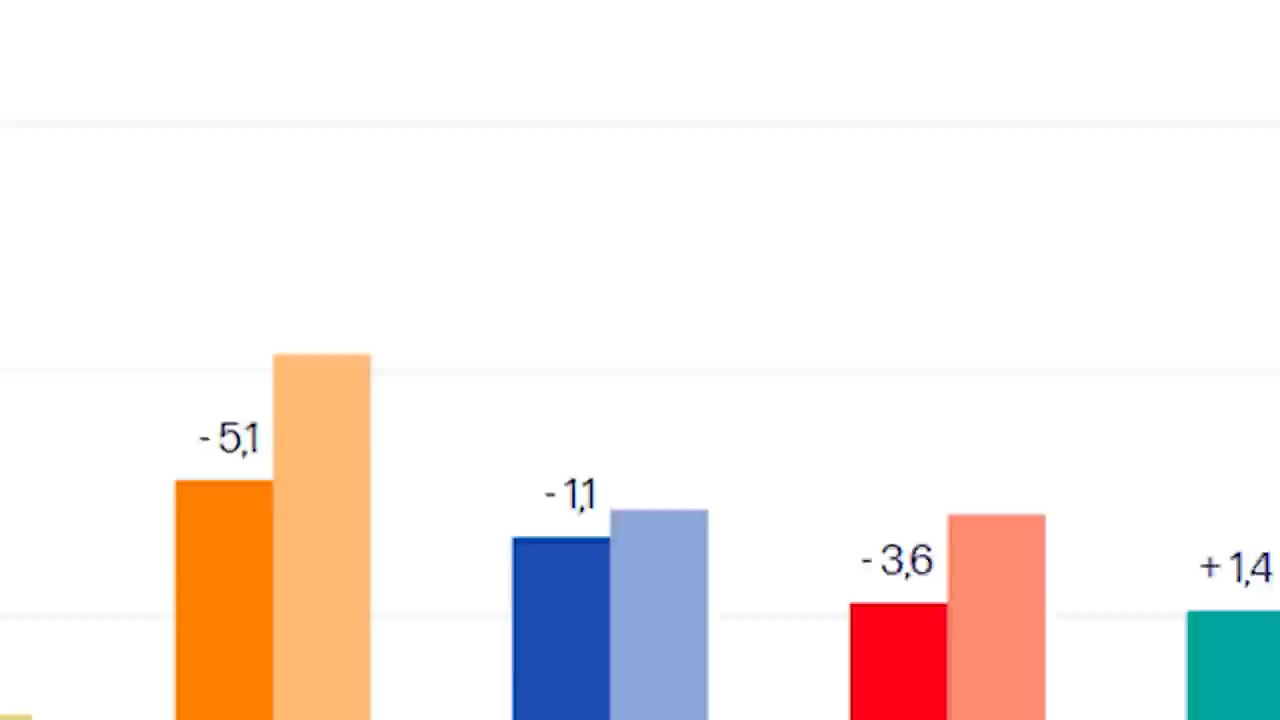 - 5,1
- 1,1
- 3,6
+ 1,4